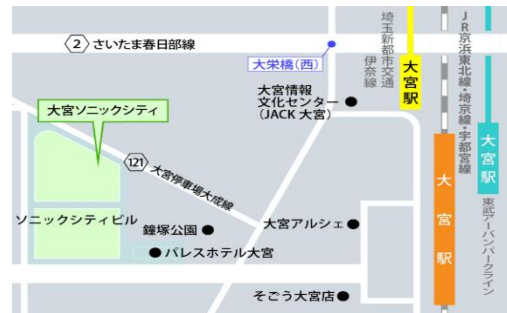 2 さいたま春日部線
大栄橋(西)
埼玉新都市交通
伊奈線
大宮駅
JR京浜東北線・埼京線・宇都宮線
大宮駅
大宮駅
東武アーバンパークライン
大宮情報
文化センター
(JACK 大宮)
大宮ソニックシティ
121 大宮停車場大成線
ソニックシティビル
鐘塚公園
大宮アルシェ
パレスホテル大宮
そごう大宮店